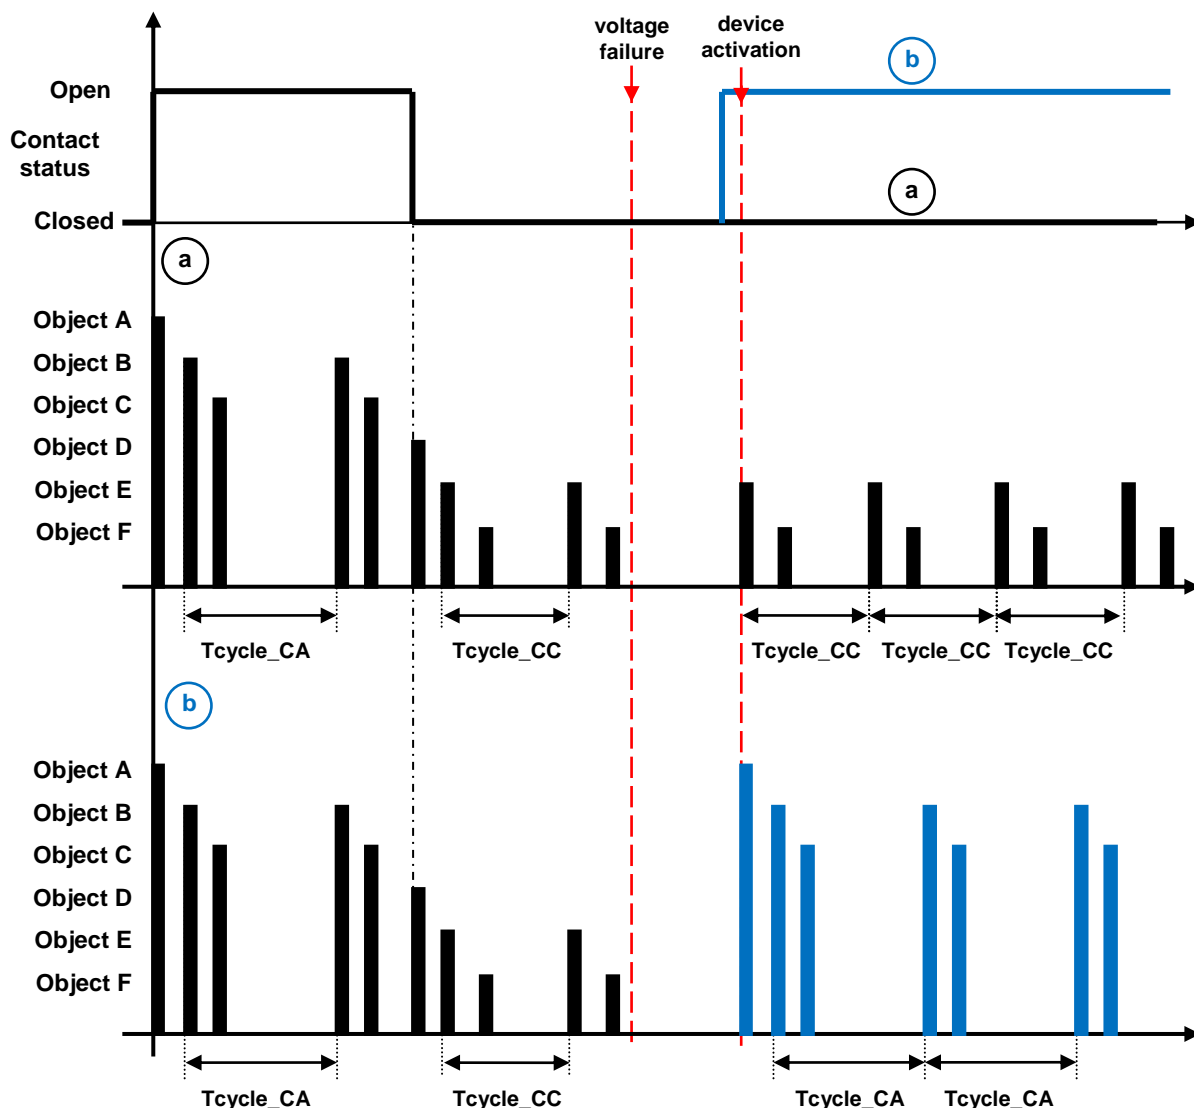 voltage
failure
device
activation
b
Open
Contact
status
a
Closed
a
Object A
Object B
Object C
Object D
Object E
Object F
Tcycle_CA
Tcycle_CC
Tcycle_CC
Tcycle_CC
Tcycle_CC
b
Object A
Object B
Object C
Object D
Object E
Object F
Tcycle_CA
Tcycle_CC
Tcycle_CA
Tcycle_CA